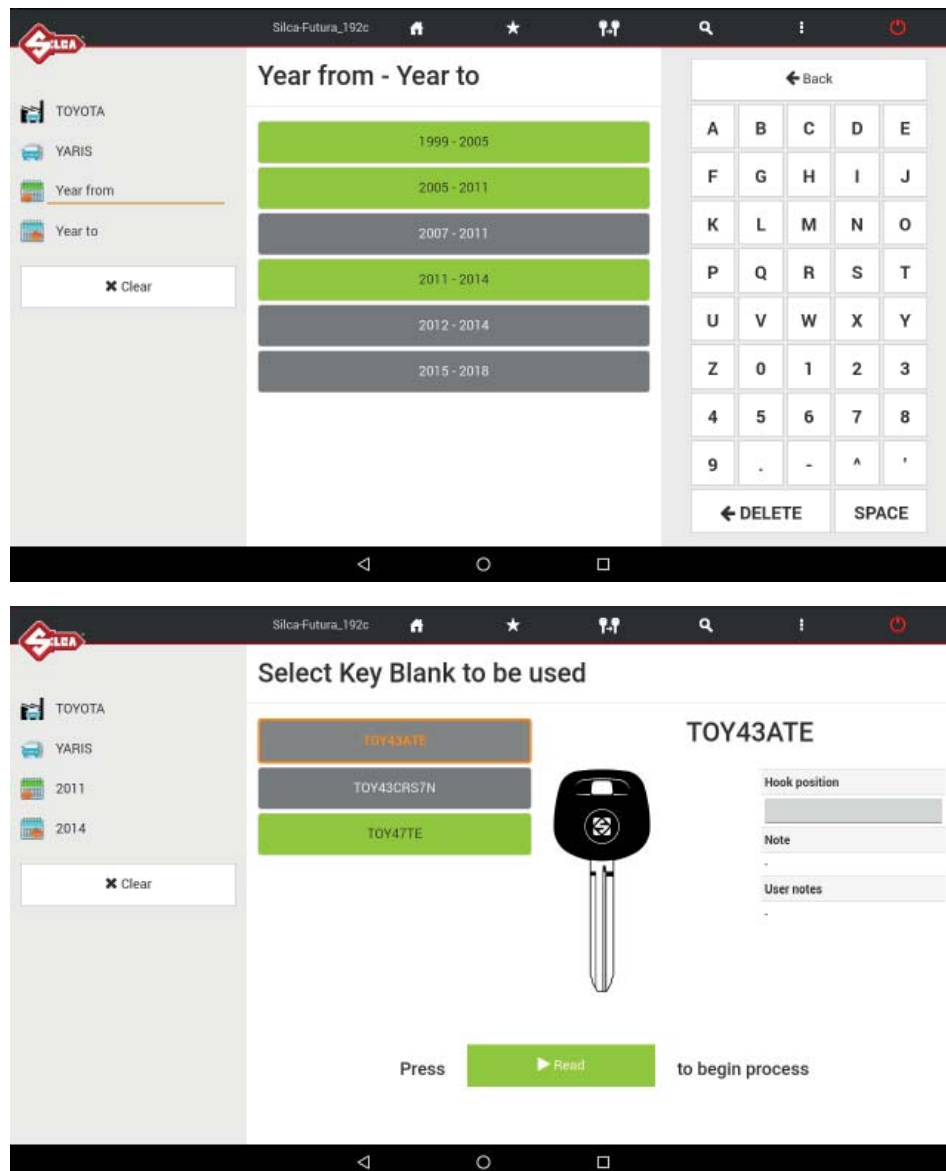 SILCA
Silca-Futura_192c
Year from - Year to
TOYOTA
YARIS
Year from
Year to
✖ Clear
1999 - 2005
2005 - 2011
2007 - 2011
2011 - 2014
2012 - 2014
2015 - 2018
← Back
A B C D E
F G H I J
K L M N O
P Q R S T
U V W X Y
Z 0 1 2 3
4 5 6 7 8
9 . - ^ '
← DELETE SPACE
SILCA
Silca-Futura_192c
Select Key Blank to be used
TOYOTA
YARIS
2011
2014
✖ Clear
TOY43ATE
TOY43CRS7N
TOY47TE
TOY43ATE
Hook position
Note
-
User notes
-
Press ▶ Read to begin process